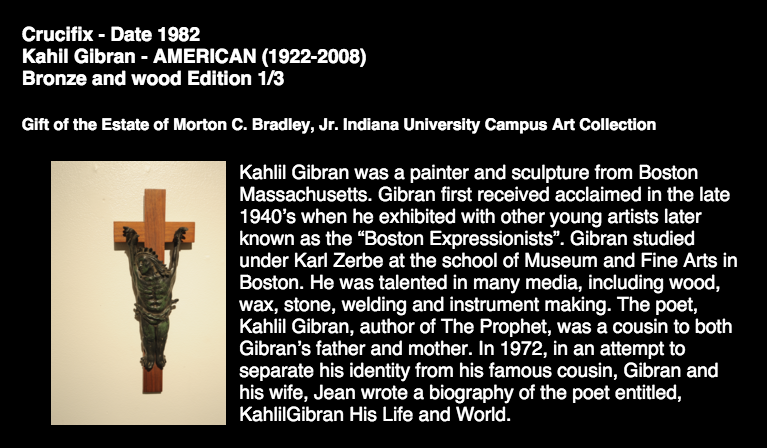 Crucifix - Date 1982
Kahil Gibran - AMERICAN (1922-2008)
Bronze and wood Edition 1/3
Gift of the Estate of Morton C. Bradley, Jr. Indiana University Campus Art Collection
Kahlil Gibran was a painter and sculpture from Boston
Massachusetts. Gibran first received acclaimed in the late
1940's when he exhibited with other young artists later
known as the “Boston Expressionists”. Gibran studied
under Karl Zerbe at the school of Museum and Fine Arts in
Boston. He was talented in many media, including wood,
wax, stone, welding and instrument making. The poet,
Kahlil Gibran, author of The Prophet, was a cousin to both
Gibran's father and mother. In 1972, in an attempt to
separate his identity from his famous cousin, Gibran and
his wife, Jean wrote a biography of the poet entitled,
KahlilGibran His Life and World.